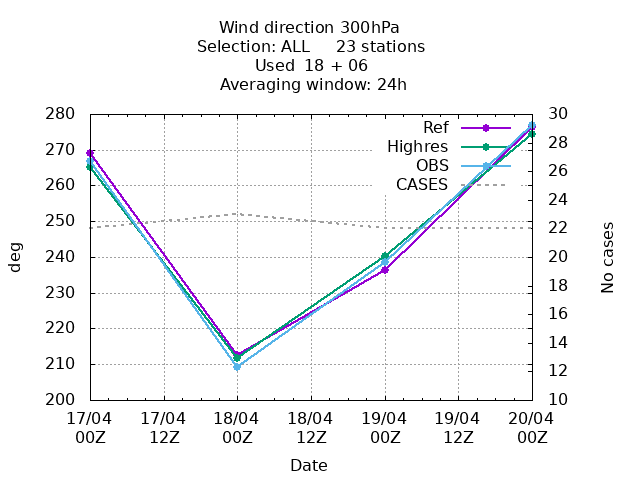 Wind direction 300hPa
Selection: ALL 23 stations
Used 18 + 06
Averaging window: 24h
280 30
Ref
28
270 Highres
26
OBS
260 CASES
24
250
22
deg
240 20
No cases
18
230
16
220
14
210
12
200 10
17/04 17/04 18/04 18/04 19/04 19/04 20/04
00Z 12Z 00Z 12Z 00Z 12Z 00Z
Date